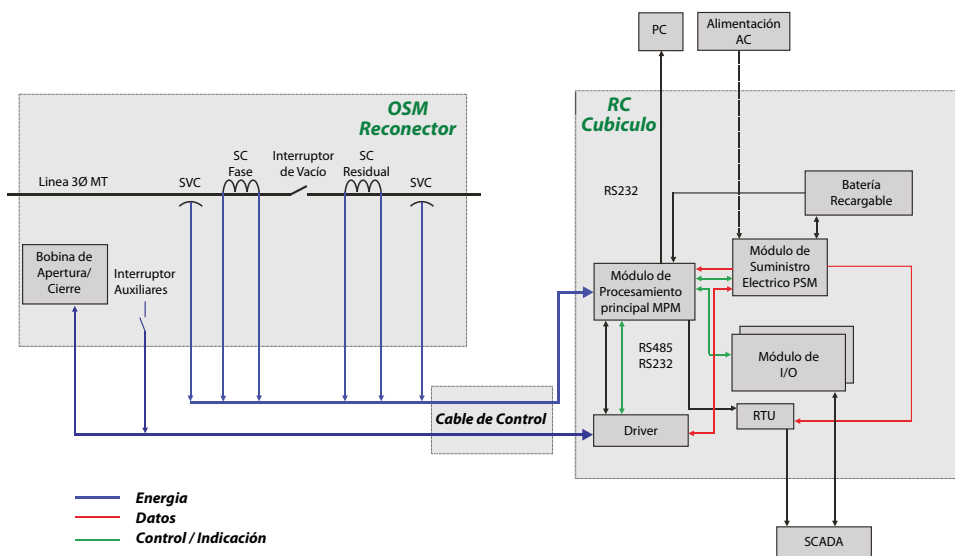 PC
Alimentación
AC
OSM
Reconector
RC
Cubiculo
SC
Fase
Interruptor
de Vacío
SC
Residual
Linea 3Ø MT
SVC
SVC
RS232
Batería
Recargable
Bobina de
Apertura/
Cierre
Interruptor
Auxiliares
Módulo de
Procesamiento
principal MPM
Módulo de
Suministro
Electrico PSM
RS485
RS232
Módulo de
I/O
Cable de Control
Driver
RTU
Energia
Datos
Control / Indicación
SCADA